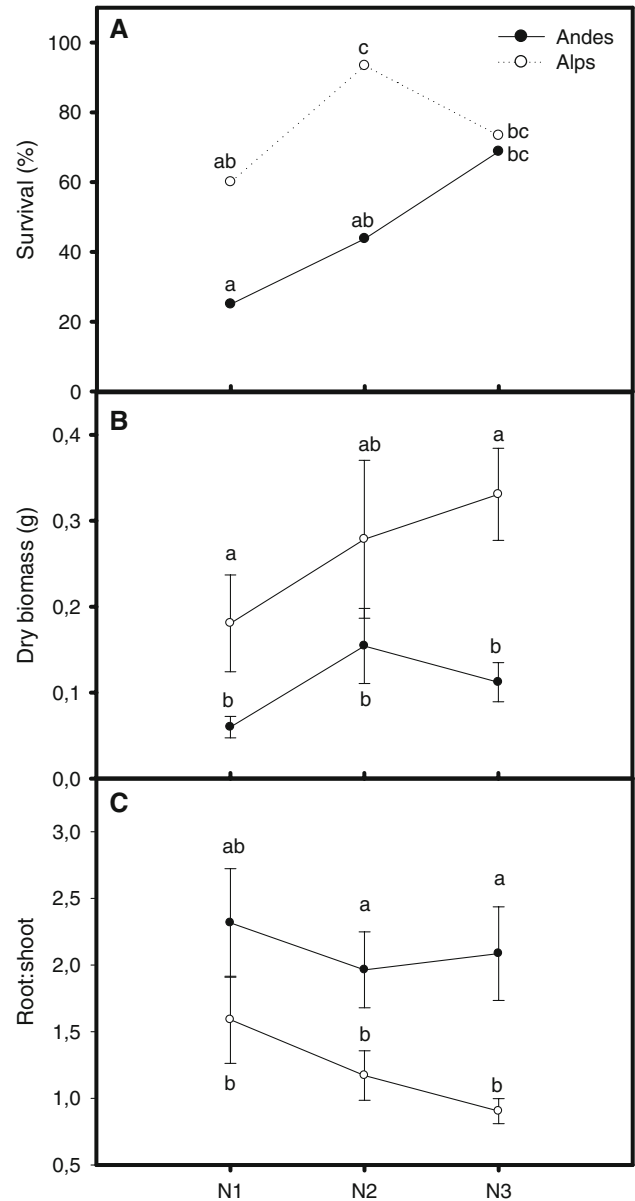 A
Andes
Alps
100
80
60
40
20
0
Survival (%)
ab
c
bc
bc
ab
a
B
0,4
0,3
0,2
0,1
0,0
Dry biomass (g)
a
ab
a
b
b
b
C
3,0
2,5
2,0
1,5
1,0
0,5
Root:shoot
ab
a
a
b
b
b
N1 N2 N3